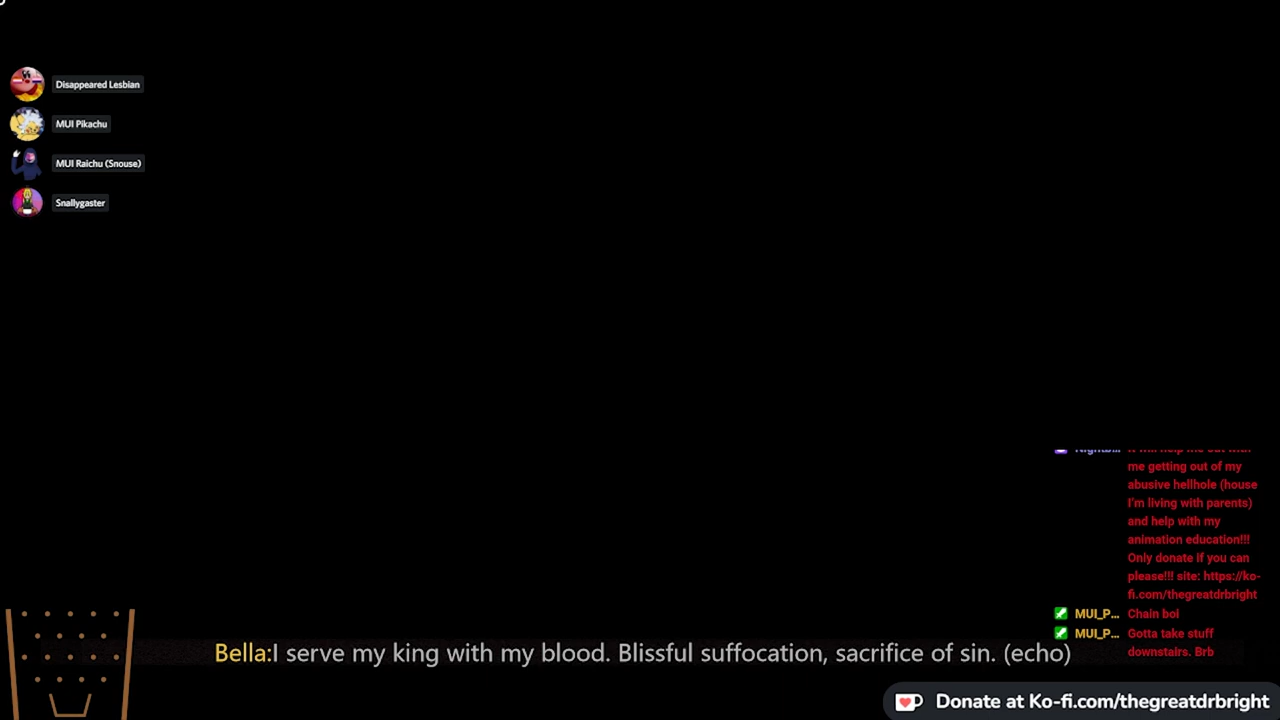 Disappeared Lesbian
MUI Pikachu
MUI Raichu (Snouse)
Snallygaster
me getting out of my
abusive hellhole (house
I'm living with parents)
and help with my
animation education!!!
Only donate if you can
please!!! site: https://ko-
fi.com/thegreatdrbright
MUI_P... Chain boi
MUI_P... Gotta take stuff
downstairs. Brb
Bella:I serve my king with my blood. Blissful suffocation, sacrifice of sin. (echo)
Donate at Ko-fi.com/thegreatdrbright